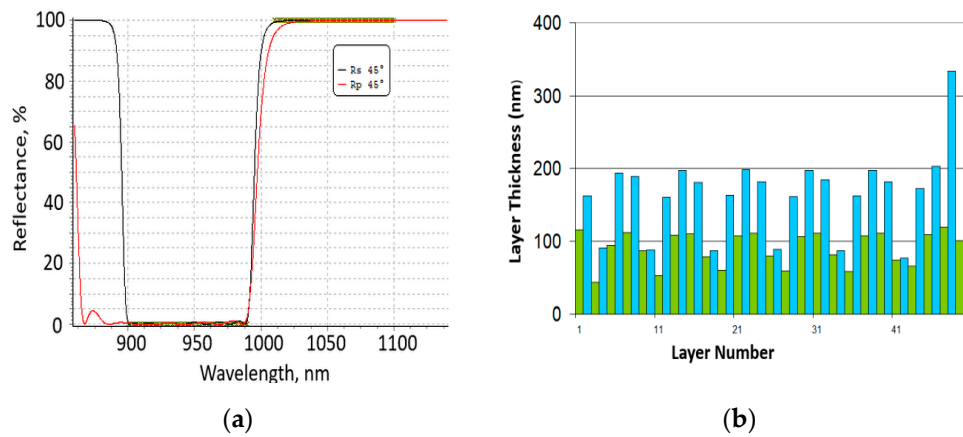 100
80
60
40
20
0
Reflectance, %
Rs 45°
Rp 45°
900
950
1000
1050
1100
Wavelength, nm
(a)
400
300
200
100
0
Layer Thickness (nm)
1
11
21
31
41
Layer Number
(b)